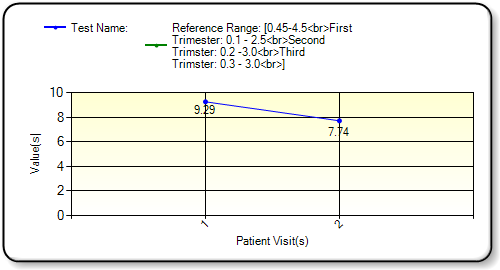 Test Name:
Reference Range: [0.45-4.5<br>First
Trimester: 0.1 - 2.5<br>Second
Trimster: 0.2 -3.0<br>Third
Trimster: 0.3 - 3.0<br>]
10
8
6
4
2
0
Value(s)
9.29
7.74
1
2
Patient Visit(s)